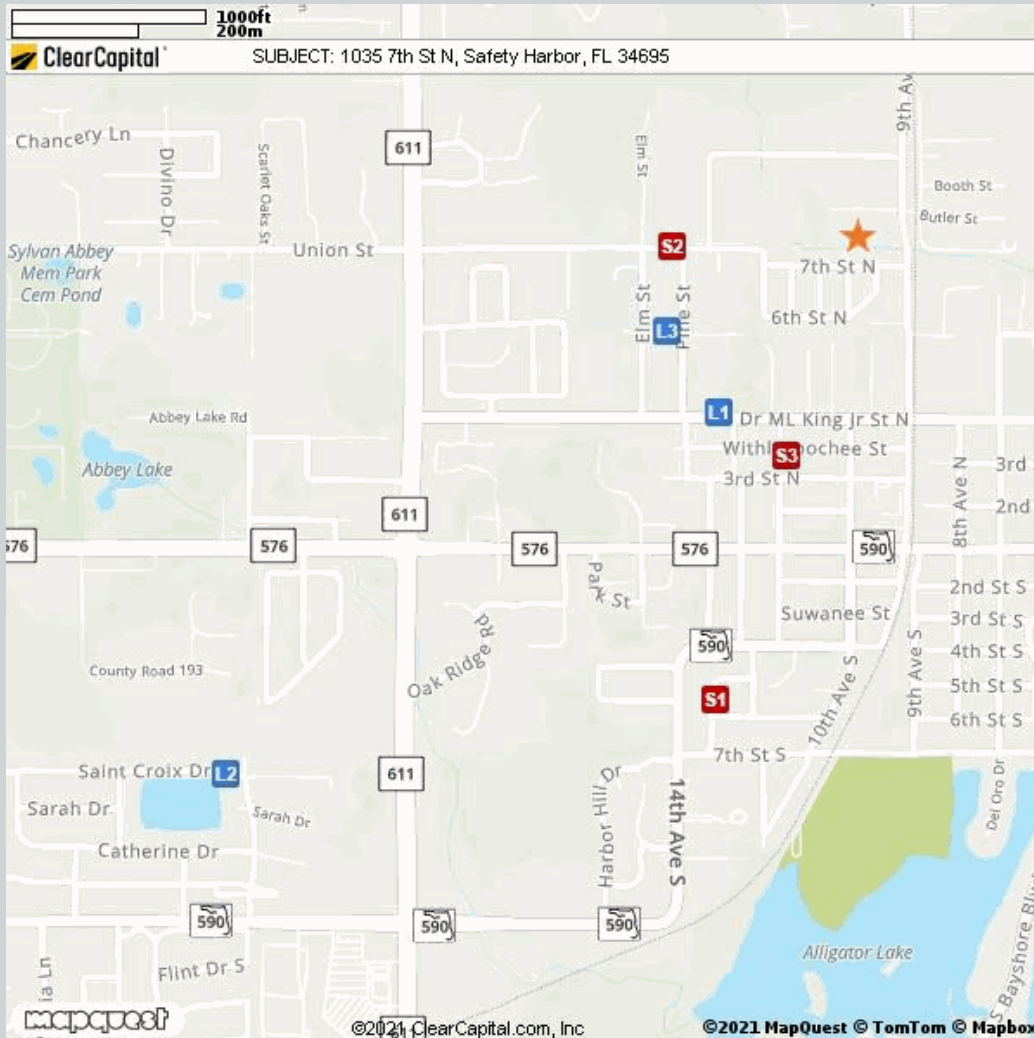 1000ft
200m
ClearCapital
SUBJECT: 1035 7th St N, Safety Harbor, FL 34695
9th Av
Chancery Ln
Divino Dr
Scarlet Oaks St
611
Elm St
Booth St
Butler St
Sylvan Abbey
Mem Park
Cem Pond
Union St
S2
7th St N
Elm St
Pine St
L3
6th St N
Abbey Lake Rd
L1
Dr ML King Jr St N
S3
3rd St N
Abbey Lake
8th Ave N
3rd
2nd
611
576
576
576
576
590
Park St
2nd St S
Suwanee St
3rd St S
590
4th St S
County Road 193
Oak Ridge Rd
5th St S
S1
6th St S
9th Ave S
10th Ave S
7th St S
Saint Croix Dr
L2
611
Sarah Dr
Sarah Dr
Catherine Dr
Harbor Hill Dr
14th Ave S
Del Oro Dr
590
590
590
Flint Dr S
ia Ln
Alligator Lake
S Bayshore Bl
mapquest
©2021 ClearCapital.com, Inc
©2021 MapQuest © TomTom © Mapbox